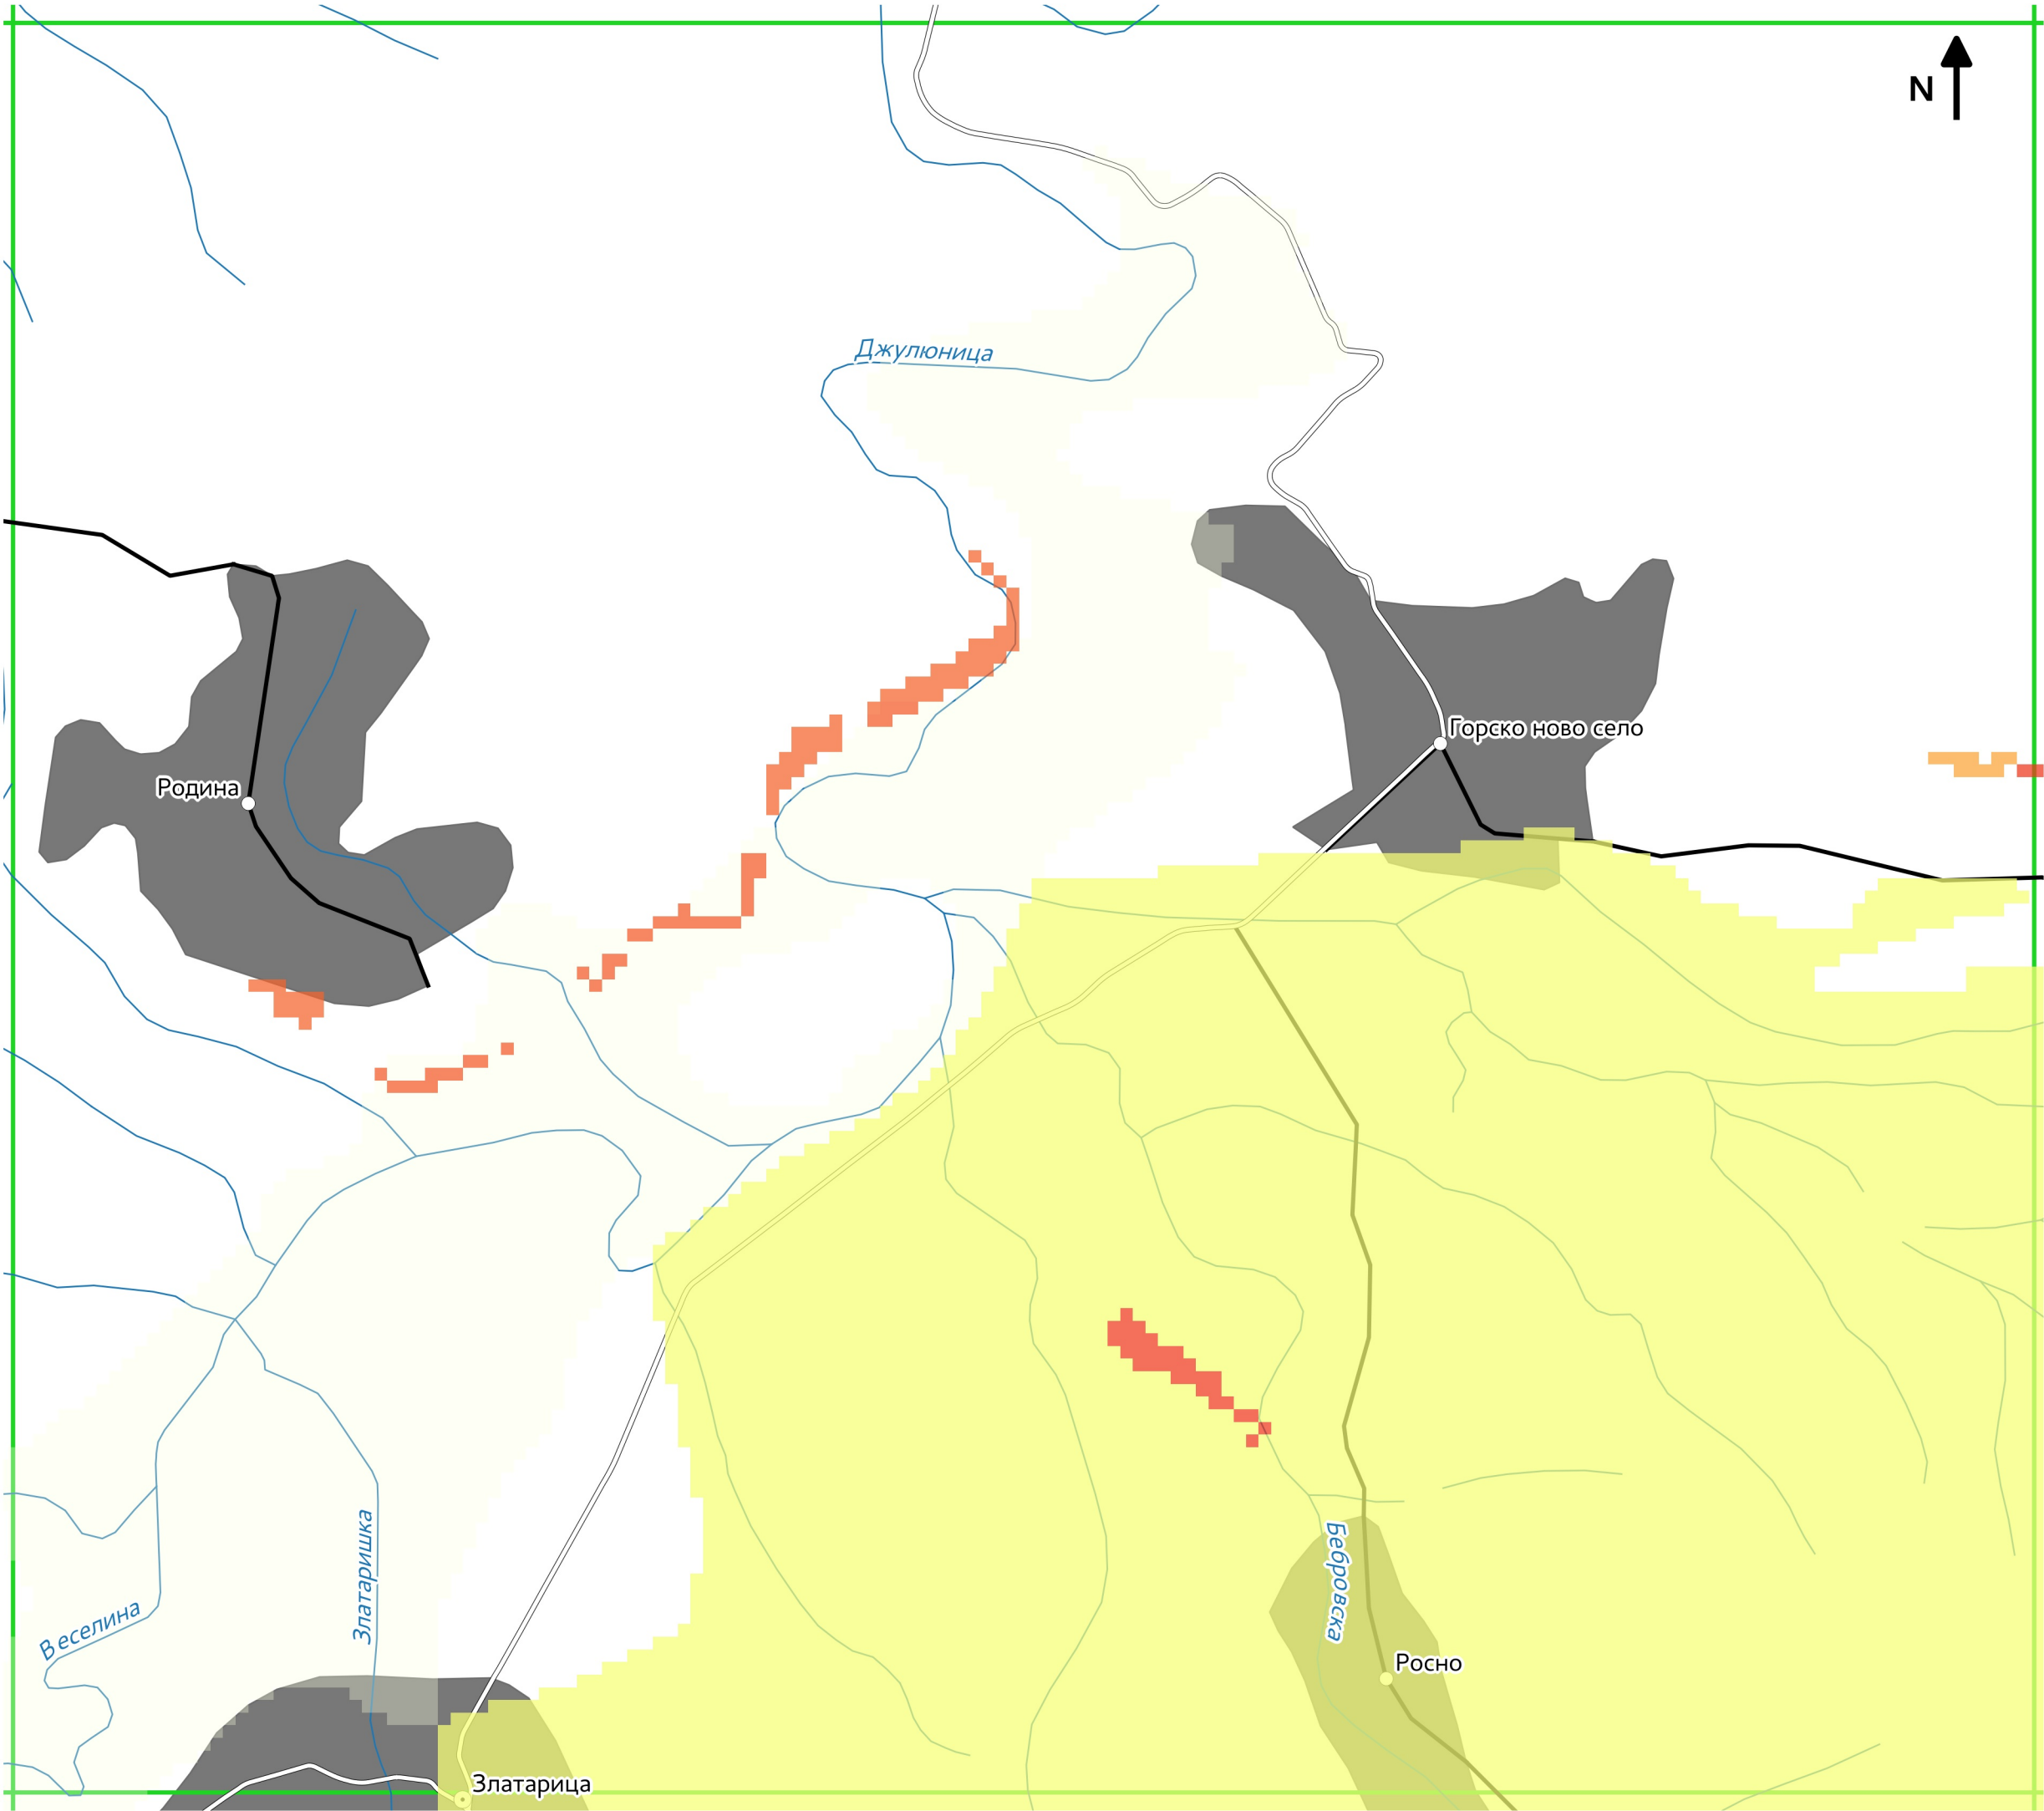 N
Джулюница
Горско ново село
Родина
Златаришка
Бебровска
Веселина
Росно
Златарица